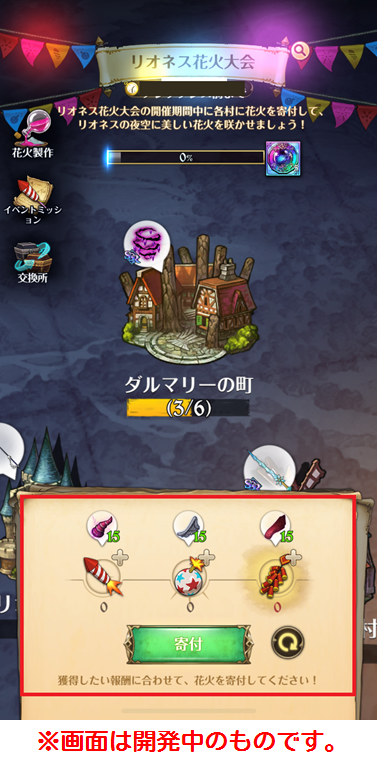 リオネス花火大会
リオネス花火大会の開催期間中に各村に花火を寄付して、
リオネスの夜空に美しい花火を咲かせましょう！
0%
花火製作
イベントミッション
交換所
ダルマリーの町
(3/6)
15 15 15
0 0 0
寄付
獲得したい報酬に合わせて、花火を寄付してください！
※画面は開発中のものです。